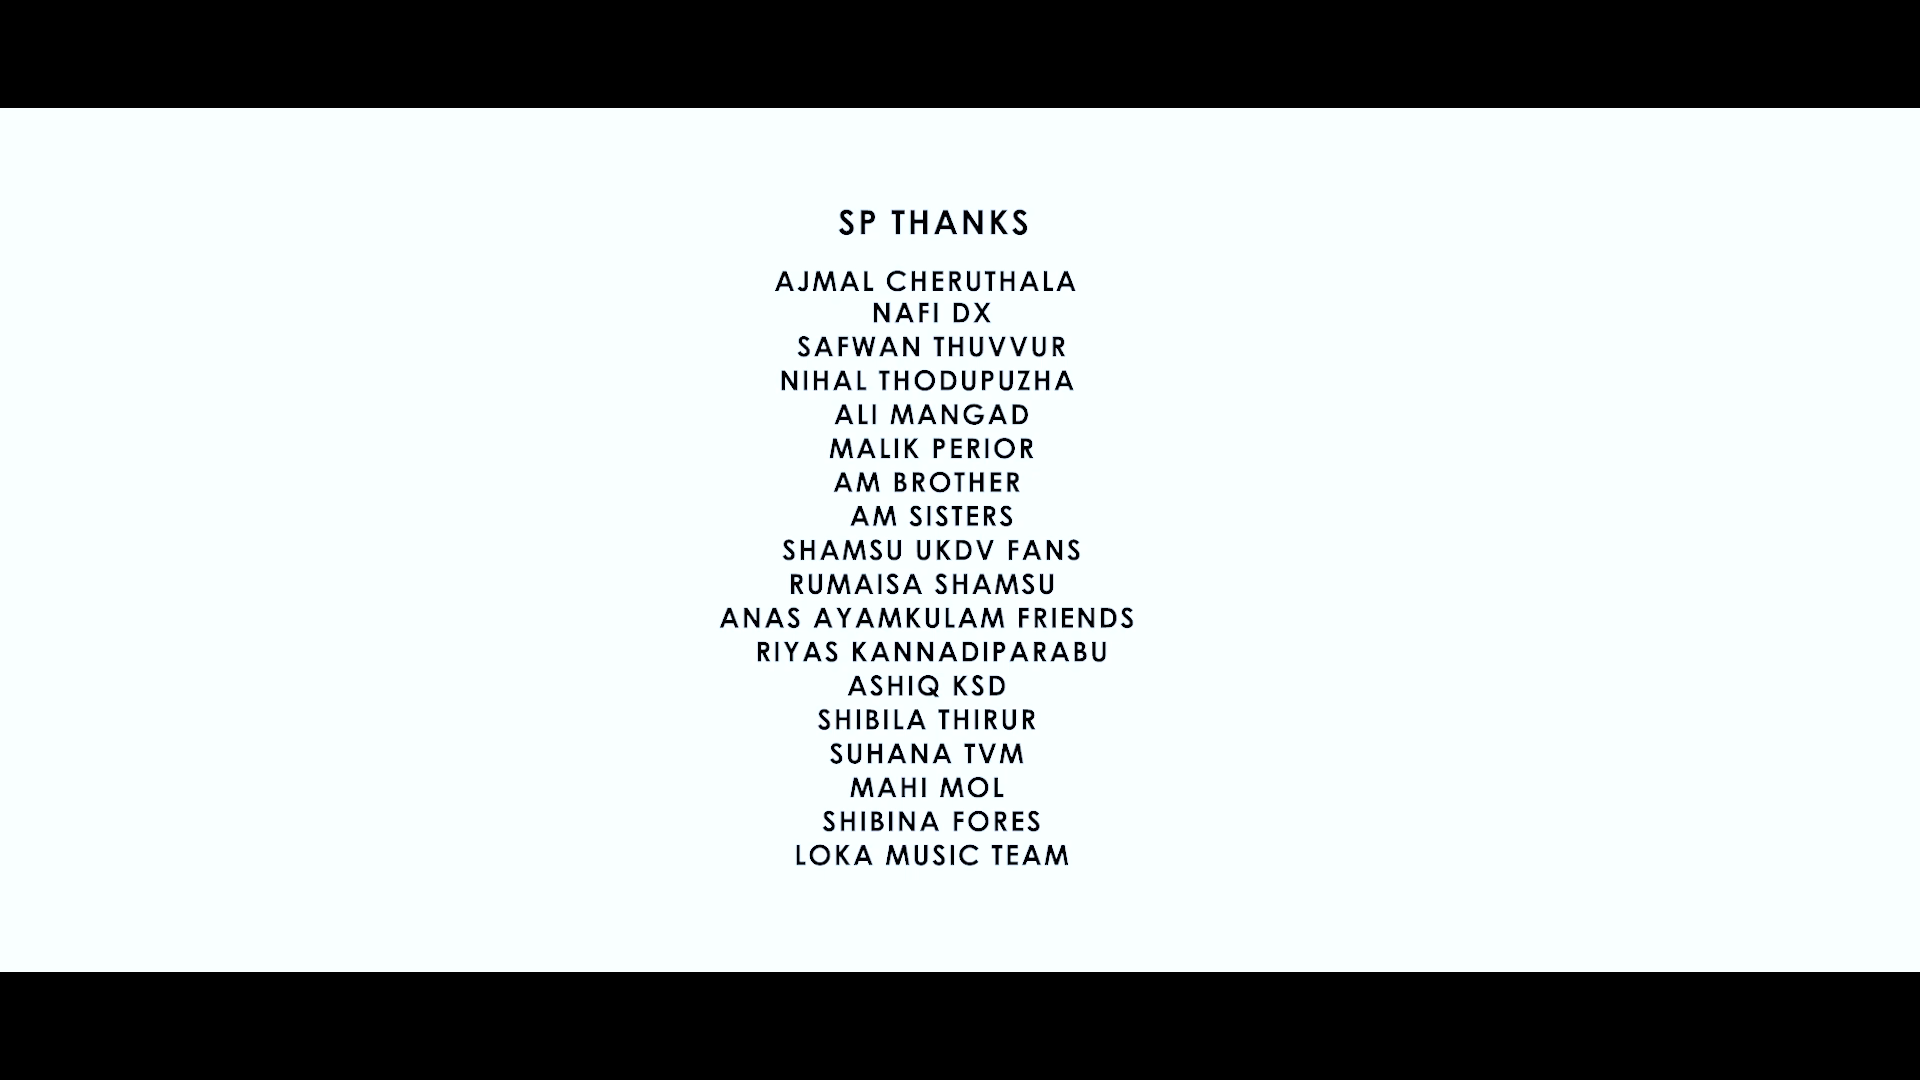 SP THANKS
AJMAL CHERUTHALA
NAFI DX
SAFWAN THUVVUR
NIHAL THODUPUZHA
ALI MANGAD
MALIK PERIOR
AM BROTHER
AM SISTERS
SHAMSU UKDV FANS
RUMAISA SHAMSU
ANAS AYAMKULAM FRIENDS
RIYAS KANNADIPARABU
ASHIQ KSD
SHIBILA THIRUR
SUHANA TVM
MAHI MOL
SHIBINA FORES
LOKA MUSIC TEAM